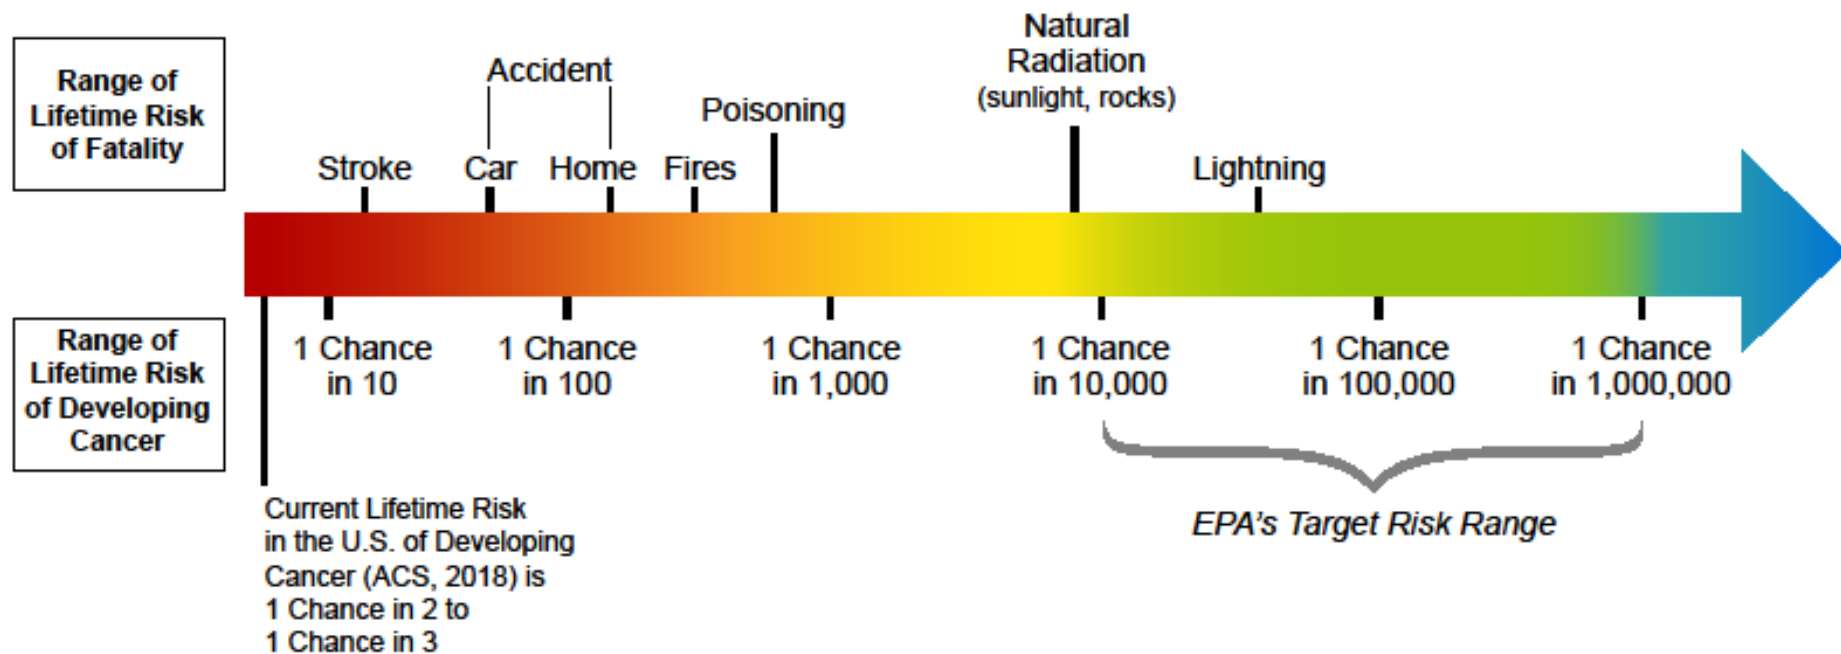 Range of
Lifetime Risk
of Fatality
Stroke
Accident
Car
Home
Fires
Poisoning
Natural
Radiation
(sunlight, rocks)
Lightning
Range of
Lifetime Risk
of Developing
Cancer
1 Chance
in 10
1 Chance
in 100
1 Chance
in 1,000
1 Chance
in 10,000
1 Chance
in 100,000
1 Chance
in 1,000,000
Current Lifetime Risk
in the U.S. of Developing
Cancer (ACS, 2018) is
1 Chance in 2 to
1 Chance in 3
EPA's Target Risk Range